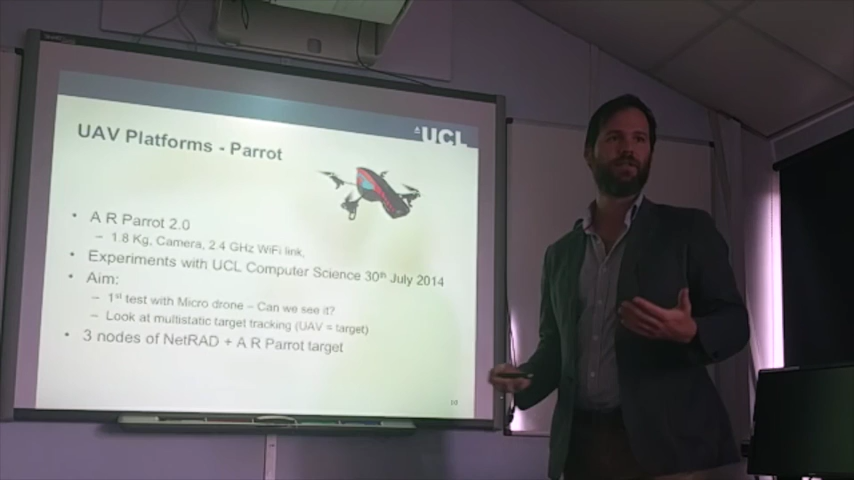 UCL
UAV Platforms - Parrot
• A R Parrot 2.0
– 1.8 Kg, Camera, 2.4 GHz WiFi link,
• Experiments with UCL Computer Science 30th July 2014
• Aim:
– 1st test with Micro drone – Can we see it?
– Look at multistatic target tracking (UAV = target)
• 3 nodes of NetRAD + A R Parrot target